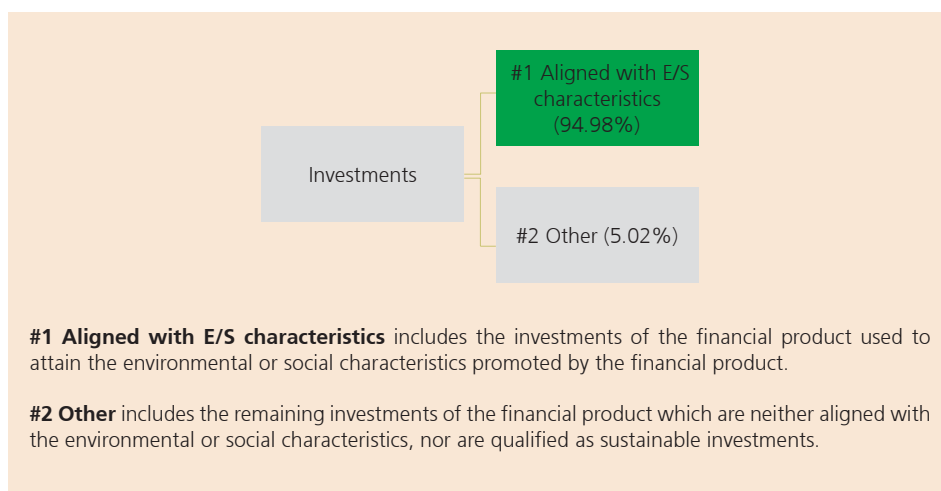 #1 Aligned with E/S
characteristics
(94.98%)
Investments
#2 Other (5.02%)
#1 Aligned with E/S characteristics includes the investments of the financial product used to
attain the environmental or social characteristics promoted by the financial product.
#2 Other includes the remaining investments of the financial product which are neither aligned with
the environmental or social characteristics, nor are qualified as sustainable investments.